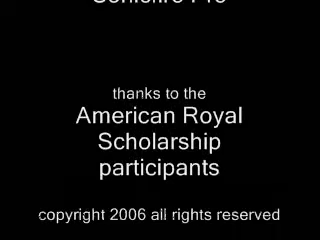 thanks to the
American Royal
Scholarship
participants
copyright 2006 all rights reserved